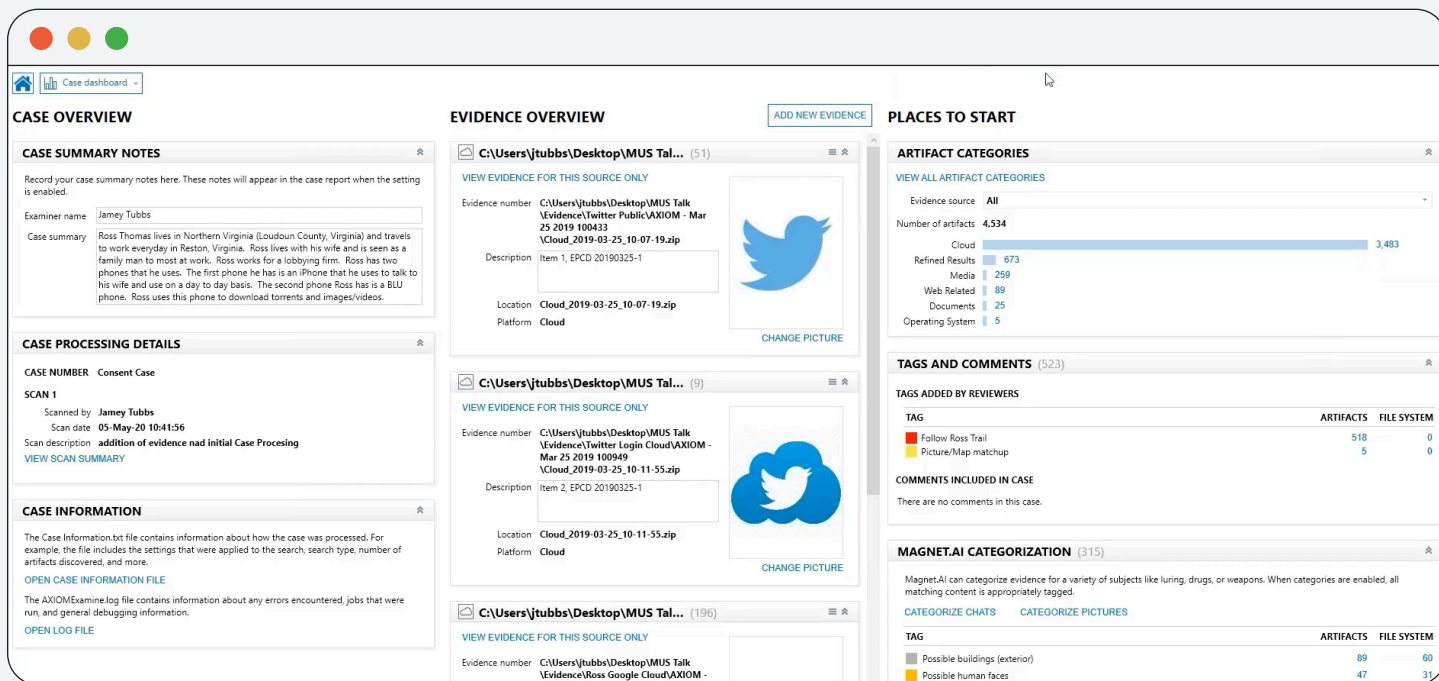 Case dashboard
CASE OVERVIEW
CASE SUMMARY NOTES
Record your case summary notes here. These notes will appear in the case report when the setting
is enabled.
Examiner name Jamey Tubbs
Case summary Ross Thomas lives in Northern Virginia (Loudoun County, Virginia) and travels
to work everyday in Reston, Virginia. Ross lives with his wife and is seen as a
family man to most at work. Ross works for a lobbying firm. Ross has two
phones that he uses. The first phone he has is an iPhone that he uses to talk to
his wife and use on a day to day basis. The second phone Ross has is a BLU
phone. Ross uses this phone to download torrents and images/videos.
CASE PROCESSING DETAILS
CASE NUMBER Consent Case
SCAN 1
Scanned by Jamey Tubbs
Scan date 05-May-20 10:41:56
Scan description addition of evidence nad initial Case Procesing
VIEW SCAN SUMMARY
CASE INFORMATION
The Case Information.txt file contains information about how the case was processed. For
example, the file includes the settings that were applied to the search, search type, number of
artifacts discovered, and more.
OPEN CASE INFORMATION FILE
The AXIOMExamine.log file contains information about any errors encountered, jobs that were
run, and general debugging information.
OPEN LOG FILE
EVIDENCE OVERVIEW
ADD NEW EVIDENCE
C:\Users\jtubbs\Desktop\MUS Tal... (51)
VIEW EVIDENCE FOR THIS SOURCE ONLY
Evidence number C:\Users\jtubbs\Desktop\MUS Talk
\Evidence\Twitter Public\AXIOM - Mar
25 2019 100433
\Cloud_2019-03-25_10-07-19.zip
Description Item 1, EPCD 20190325-1
Location Cloud_2019-03-25_10-07-19.zip
Platform Cloud
CHANGE PICTURE
C:\Users\jtubbs\Desktop\MUS Tal... (9)
VIEW EVIDENCE FOR THIS SOURCE ONLY
Evidence number C:\Users\jtubbs\Desktop\MUS Talk
\Evidence\Twitter Login Cloud\AXIOM -
Mar 25 2019 100949
\Cloud_2019-03-25_10-11-55.zip
Description Item 2, EPCD 20190325-1
Location Cloud_2019-03-25_10-11-55.zip
Platform Cloud
CHANGE PICTURE
C:\Users\jtubbs\Desktop\MUS Tal... (196)
VIEW EVIDENCE FOR THIS SOURCE ONLY
Evidence number C:\Users\jtubbs\Desktop\MUS Talk
\Evidence\Ross Google Cloud\AXIOM -
PLACES TO START
ARTIFACT CATEGORIES
VIEW ALL ARTIFACT CATEGORIES
Evidence source All
Number of artifacts 4,534
Cloud 3,483
Refined Results 673
Media 259
Web Related 89
Documents 25
Operating System 5
TAGS AND COMMENTS (523)
TAGS ADDED BY REVIEWERS
TAG ARTIFACTS FILE SYSTEM
Follow Ross Trail 518 0
Picture/Map matchup 5 0
COMMENTS INCLUDED IN CASE
There are no comments in this case.
MAGNET.AI CATEGORIZATION (315)
Magnet.AI can categorize evidence for a variety of subjects like luring, drugs, or weapons. When categories are enabled, all
matching content is appropriately tagged.
CATEGORIZE CHATS CATEGORIZE PICTURES
TAG ARTIFACTS FILE SYSTEM
Possible buildings (exterior) 89 60
Possible human faces 47 31